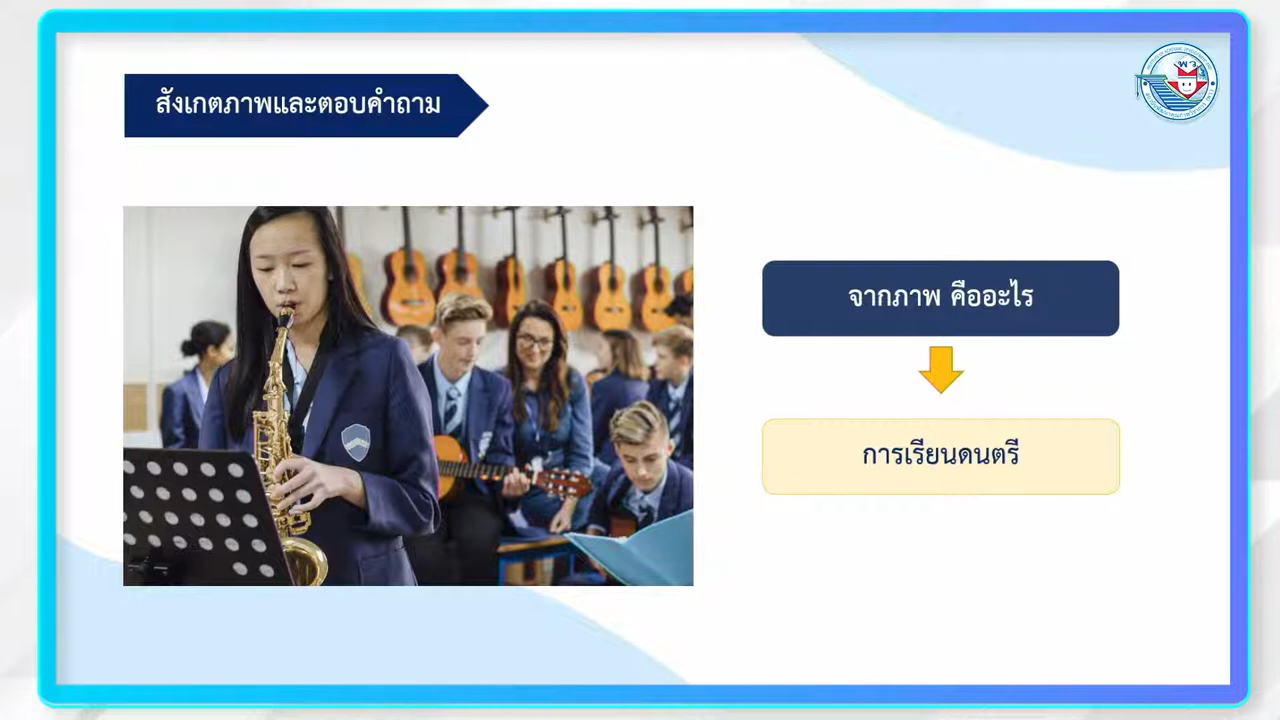 สังเกตภาพและตอบคำถาม
จากภาพ คืออะไร
การเรียนดนตรี